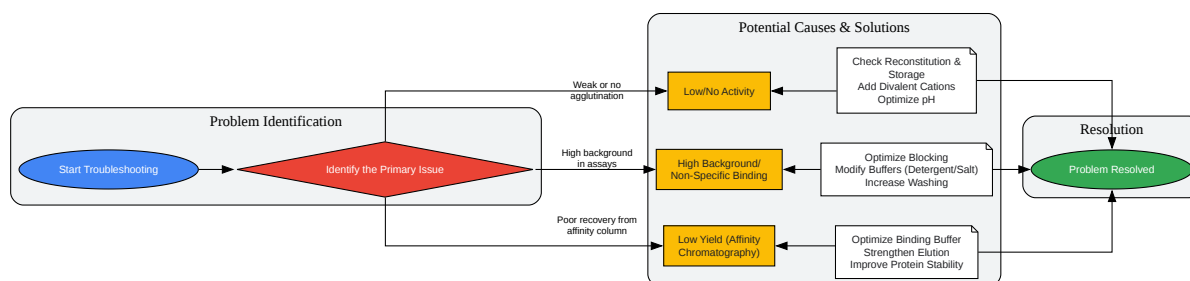 Problem Identification
Start Troubleshooting
Identify the Primary Issue
Weak or no
agglutination
High background
in assays
Poor recovery from
affinity column
Potential Causes & Solutions
Low/No Activity
Check Reconstitution &
Storage
Add Divalent Cations
Optimize pH
High Background/
Non-Specific Binding
Optimize Blocking
Modify Buffers (Detergent/Salt)
Increase Washing
Low Yield (Affinity
Chromatography)
Optimize Binding Buffer
Strengthen Elution
Improve Protein Stability
Resolution
Problem Resolved